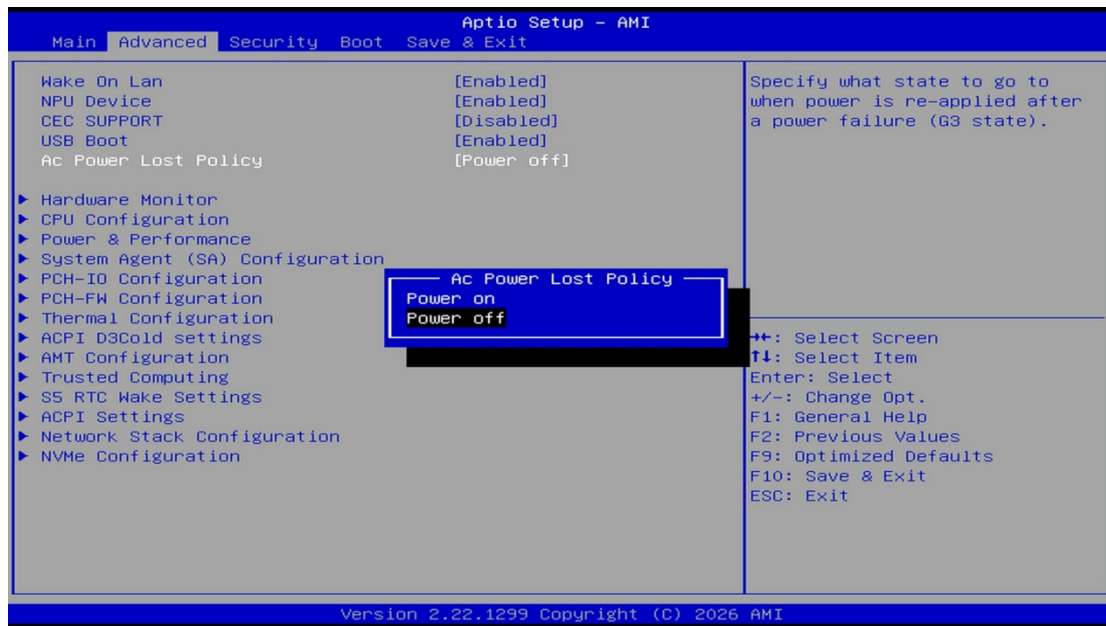 Aptio Setup – AMI
Main Advanced Security Boot Save & Exit
Wake On Lan [Enabled]
NPU Device [Enabled]
CEC SUPPORT [Disabled]
USB Boot [Enabled]
Ac Power Lost Policy [Power off]
Hardware Monitor
CPU Configuration
Power & Performance
System Agent (SA) Configuration
PCH-IO Configuration
PCH-FW Configuration
Thermal Configuration
ACPI D3Cold settings
AMT Configuration
Trusted Computing
S5 RTC Wake Settings
ACPI Settings
Network Stack Configuration
NVMe Configuration
Ac Power Lost Policy
Power on
Power off
Specify what state to go to
when power is re-applied after
a power failure (G3 state).
→←: Select Screen
↑↓: Select Item
Enter: Select
+/-: Change Opt.
F1: General Help
F2: Previous Values
F9: Optimized Defaults
F10: Save & Exit
ESC: Exit
Version 2.22.1299 Copyright (C) 2026 AMI